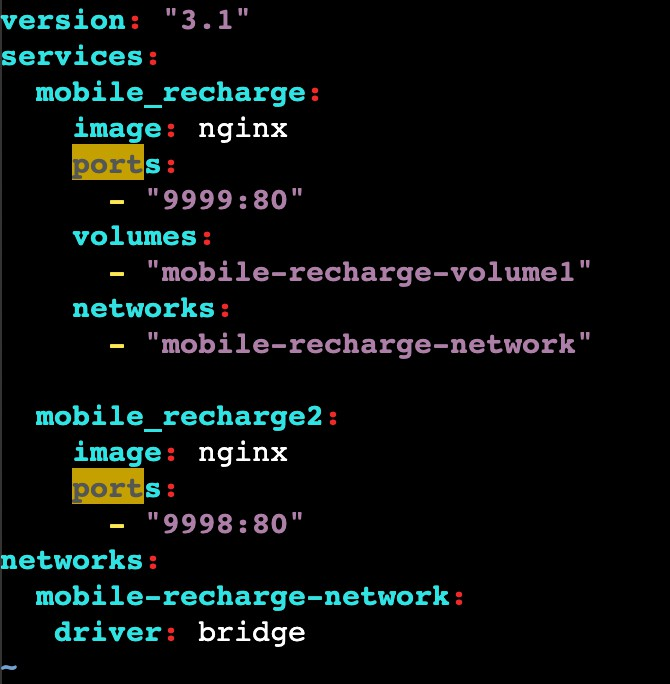 version: "3.1"
services:
  mobile_recharge:
    image: nginx
    ports:
      - "9999:80"
    volumes:
      - "mobile-recharge-volume1"
    networks:
      - "mobile-recharge-network"

  mobile_recharge2:
    image: nginx
    ports:
      - "9998:80"
networks:
  mobile-recharge-network:
   driver: bridge
~